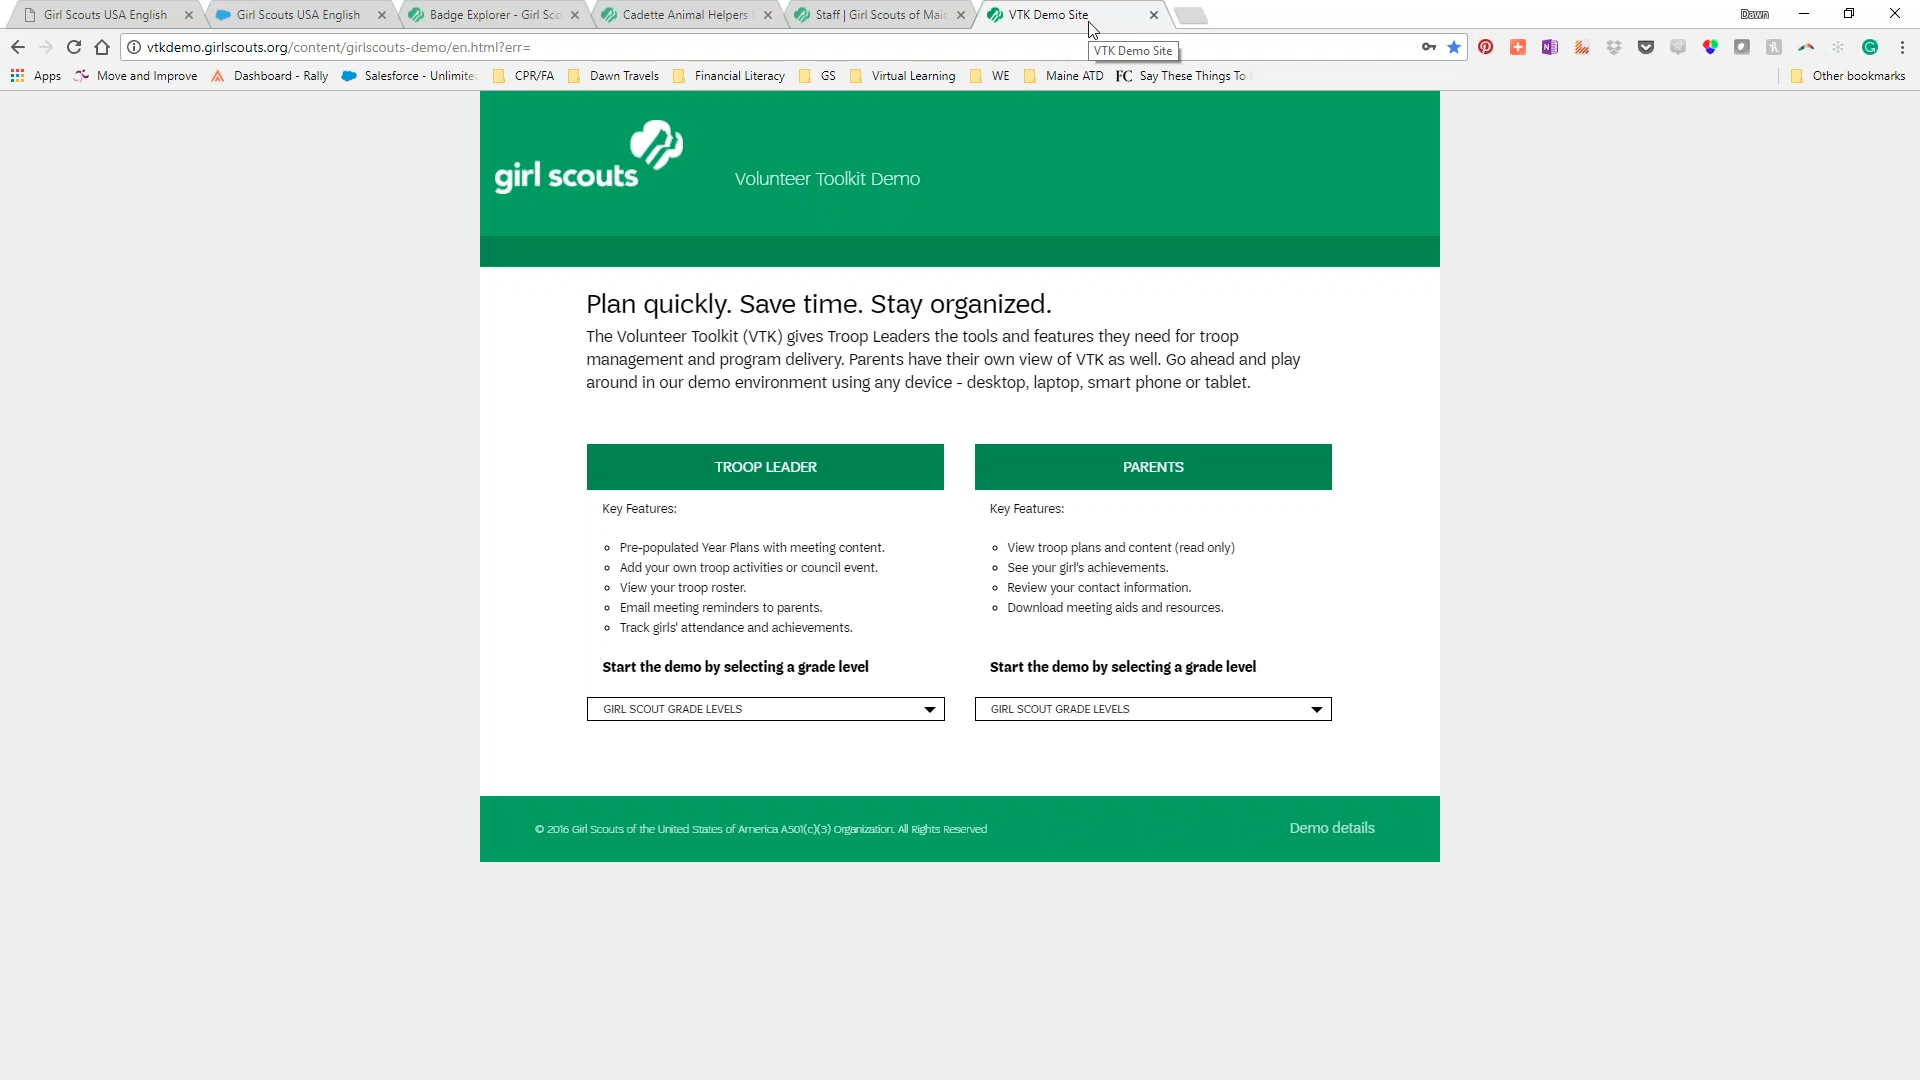 Girl Scouts USA English
Girl Scouts USA English
Badge Explorer - Girl Sc
Cadette Animal Helpers
Staff | Girl Scouts of Mai
VTK Demo Site
Dawn
vtkdemo.girlscouts.org/content/girlscouts-demo/en.html?err=
VTK Demo Site
Apps
Move and Improve
Dashboard - Rally
Salesforce - Unlimite
CPR/FA
Dawn Travels
Financial Literacy
GS
Virtual Learning
WE
Maine ATD
FC Say These Things To
Other bookmarks
girl scouts
Volunteer Toolkit Demo
Plan quickly. Save time. Stay organized.
The Volunteer Toolkit (VTK) gives Troop Leaders the tools and features they need for troop
management and program delivery. Parents have their own view of VTK as well. Go ahead and play
around in our demo environment using any device - desktop, laptop, smart phone or tablet.
TROOP LEADER
Key Features:
Pre-populated Year Plans with meeting content.
Add your own troop activities or council event.
View your troop roster.
Email meeting reminders to parents.
Track girls' attendance and achievements.
Start the demo by selecting a grade level
GIRL SCOUT GRADE LEVELS
PARENTS
Key Features:
View troop plans and content (read only)
See your girl's achievements.
Review your contact information.
Download meeting aids and resources.
Start the demo by selecting a grade level
GIRL SCOUT GRADE LEVELS
© 2016 Girl Scouts of the United States of America A501(c)(3) Organization. All Rights Reserved
Demo details